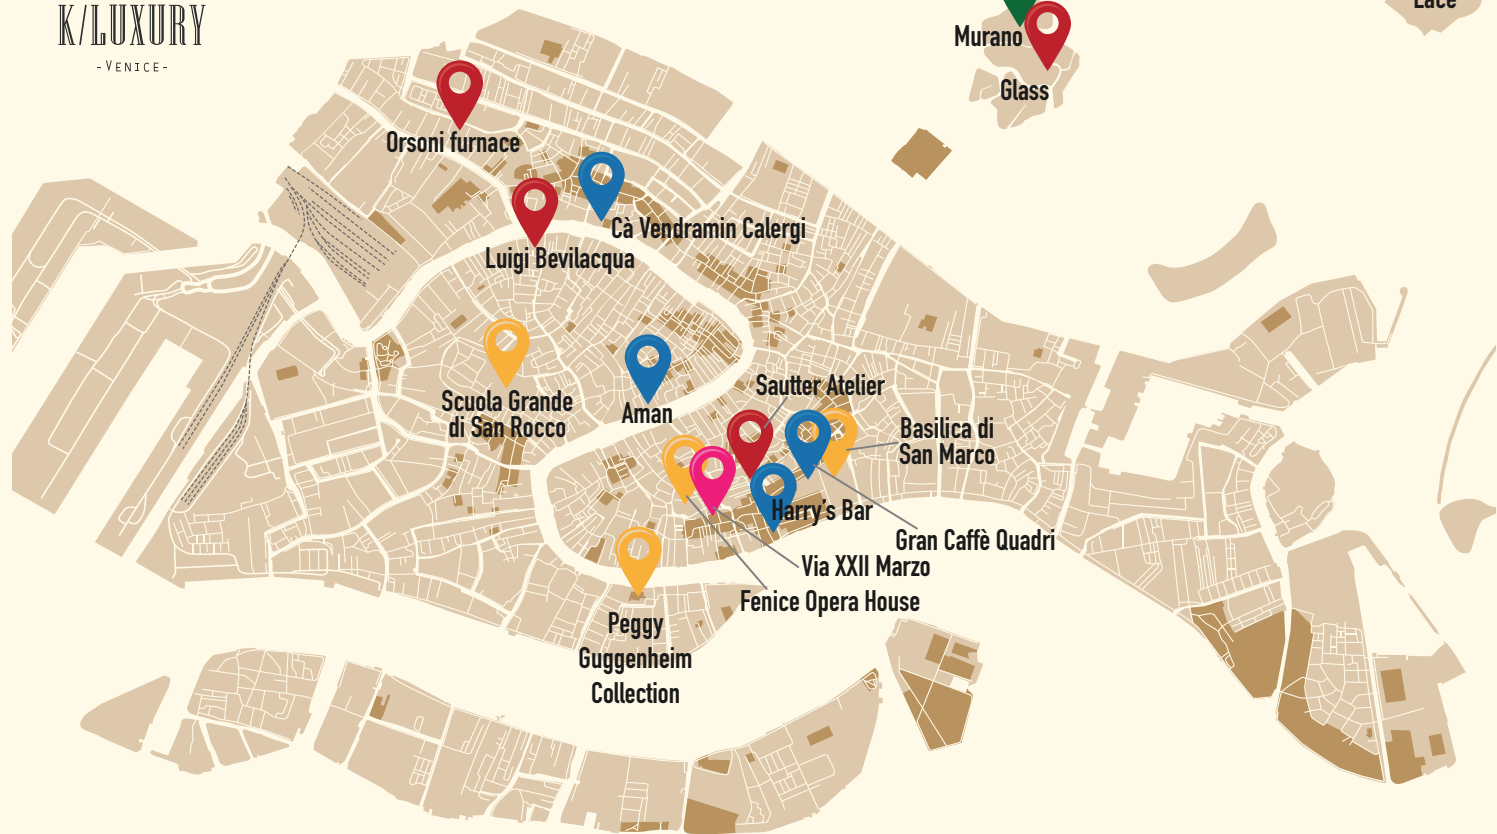 K/LUXURY
-VENICE-
Lace
Murano
Glass
Orsoni furnace
Cà Vendramin Calergi
Luigi Bevilacqua
Sautter Atelier
Scuola Grande
di San Rocco
Aman
Basilica di
San Marco
Harry's Bar
Gran Caffè Quadri
Via XXII Marzo
Fenice Opera House
Peggy
Guggenheim
Collection